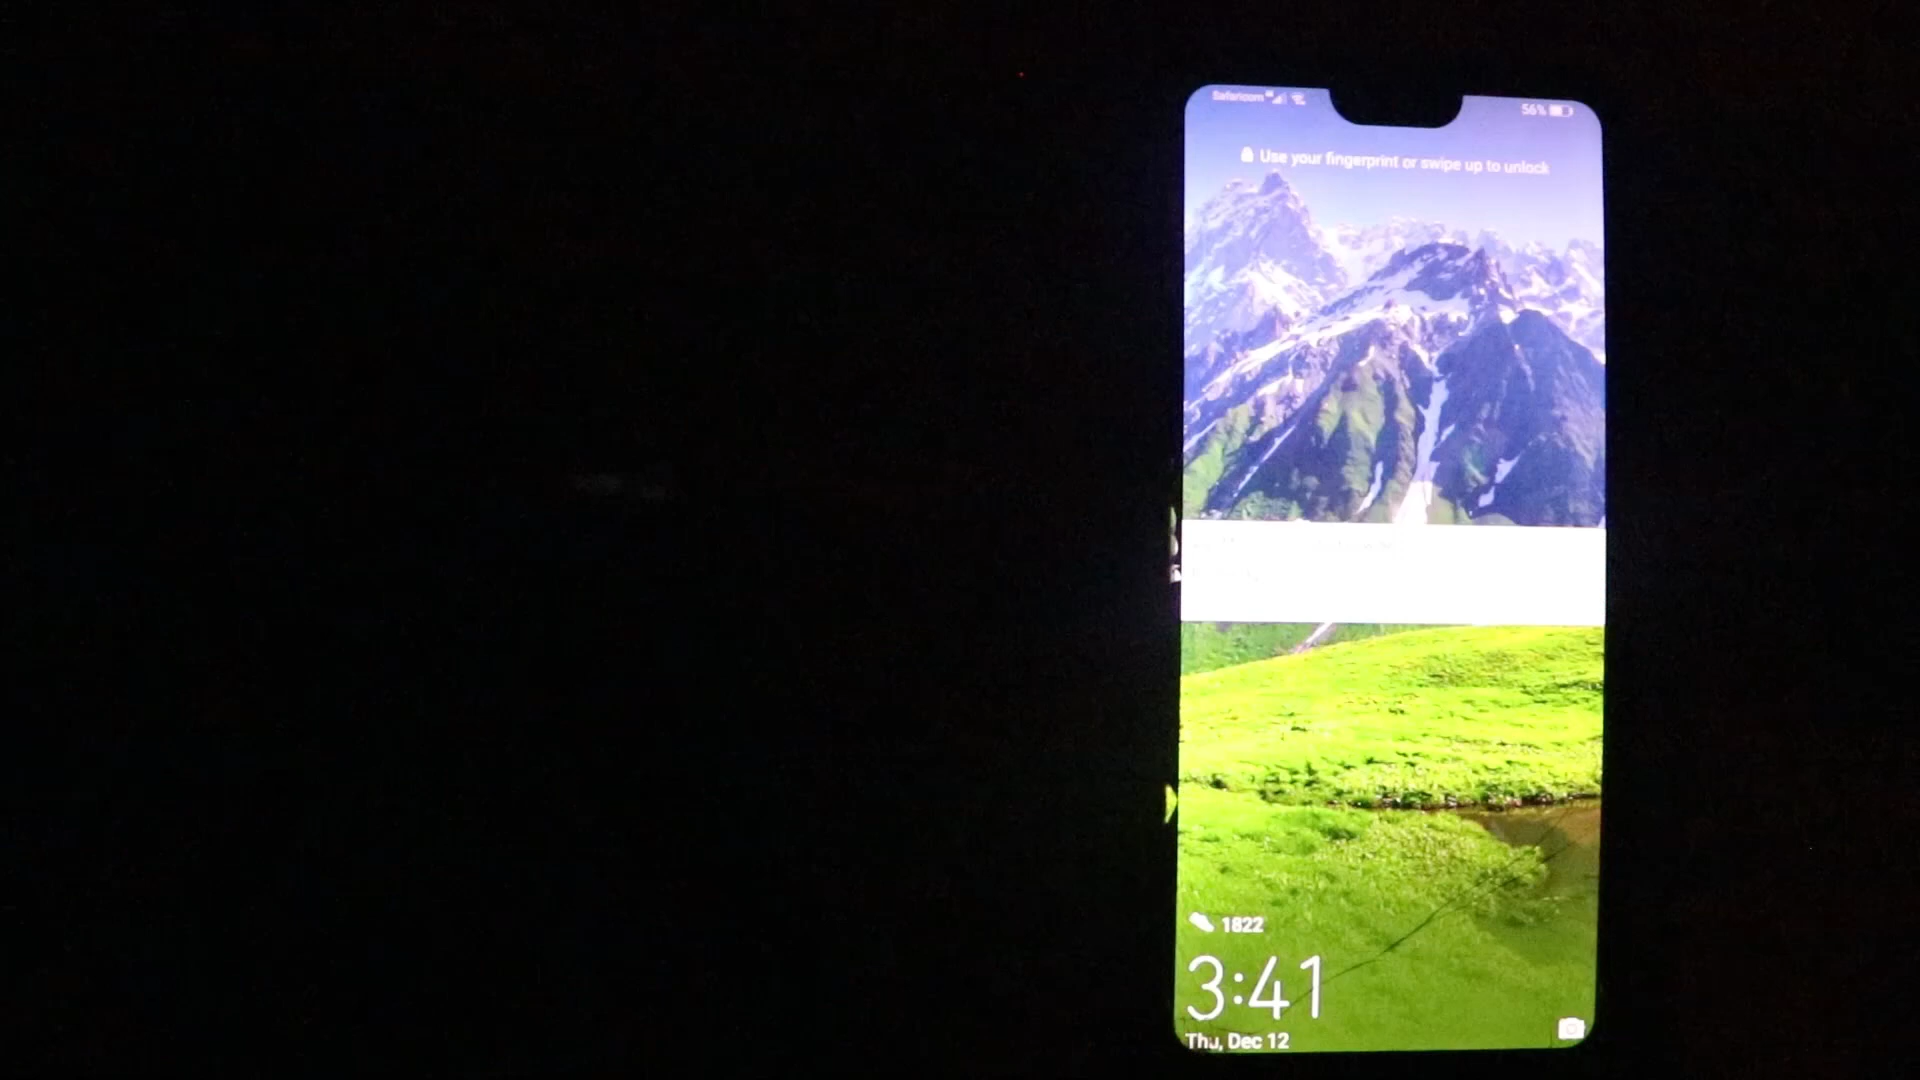 Safaricom
56%
Use your fingerprint or swipe up to unlock
1822
3:41
Thu, Dec 12